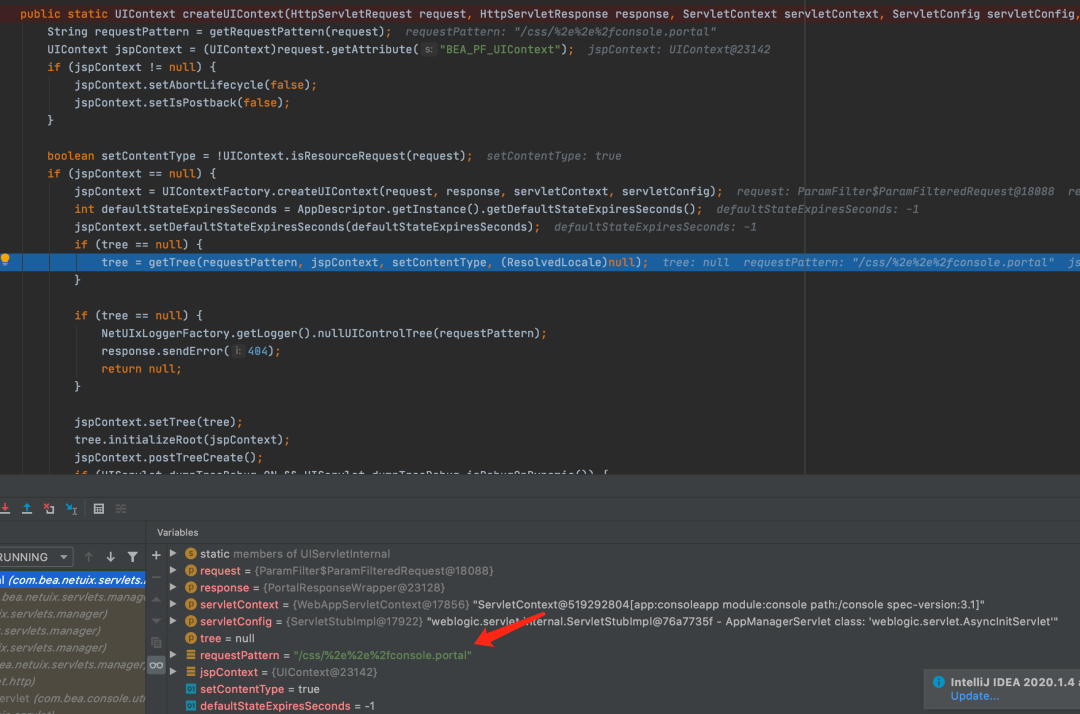 public static UIContext createUIContext(HttpServletRequest request, HttpServletResponse response, ServletContext servletContext, ServletConfig servletConfig,
String requestPattern = getRequestPattern(request); requestPattern: "/css/%2e%2e%2fconsole.portal"
UIContext jspContext = (UIContext)request.getAttribute( s: "BEA_PF_UIContext"); jspContext: UIContext@23142
if (jspContext != null) {
jspContext.setAbortLifecycle(false);
jspContext.setIsPostback(false);
}
boolean setContentType = !UIContext.isResourceRequest(request); setContentType: true
if (jspContext == null) {
jspContext = UIContextFactory.createUIContext(request, response, servletContext, servletConfig); request: ParamFilter$ParamFilteredRequest@18088 re
int defaultStateExpiresSeconds = AppDescriptor.getInstance().getDefaultStateExpiresSeconds(); defaultStateExpiresSeconds: -1
jspContext.setDefaultStateExpiresSeconds(defaultStateExpiresSeconds); defaultStateExpiresSeconds: -1
if (tree == null) {
tree = getTree(requestPattern, jspContext, setContentType, (ResolvedLocale)null); tree: null requestPattern: "/css/%2e%2e%2fconsole.portal" js
}
if (tree == null) {
NetUIxLoggerFactory.getLogger().nullUIControlTree(requestPattern);
response.sendError( i: 404);
return null;
}
jspContext.setTree(tree);
tree.initializeRoot(jspContext);
jspContext.postTreeCreate();
Variables
RUNNING
static members of UIServletInternal
request = {ParamFilter$ParamFilteredRequest@18088}
al (com.bea.netuix.servlets.
response = {PortalResponseWrapper@23128}
bea.netuix.servlets.manag
servletContext = {WebAppServletContext@17856} "ServletContext@519292804[app:consoleapp module:console path:/console spec-version:3.1]"
ix.servlets.manager)
servletConfig = {ServletStubImpl@17922} "weblogic.servlet.internal.ServletStubImpl@76a7735f - AppManagerServlet class: 'weblogic.servlet.AsyncInitServlet'"
.servlets.manager)
tree = null
ix.servlets.manager)
requestPattern = "/css/%2e%2e%2fconsole.portal"
ea.netuix.servlets.manager
jspContext = {UIContext@23142}
et.http)
setContentType = true
ervlet (com.bea.console.uti
defaultStateExpiresSeconds = -1
IntelliJ IDEA 2020.1.4 a
Update...